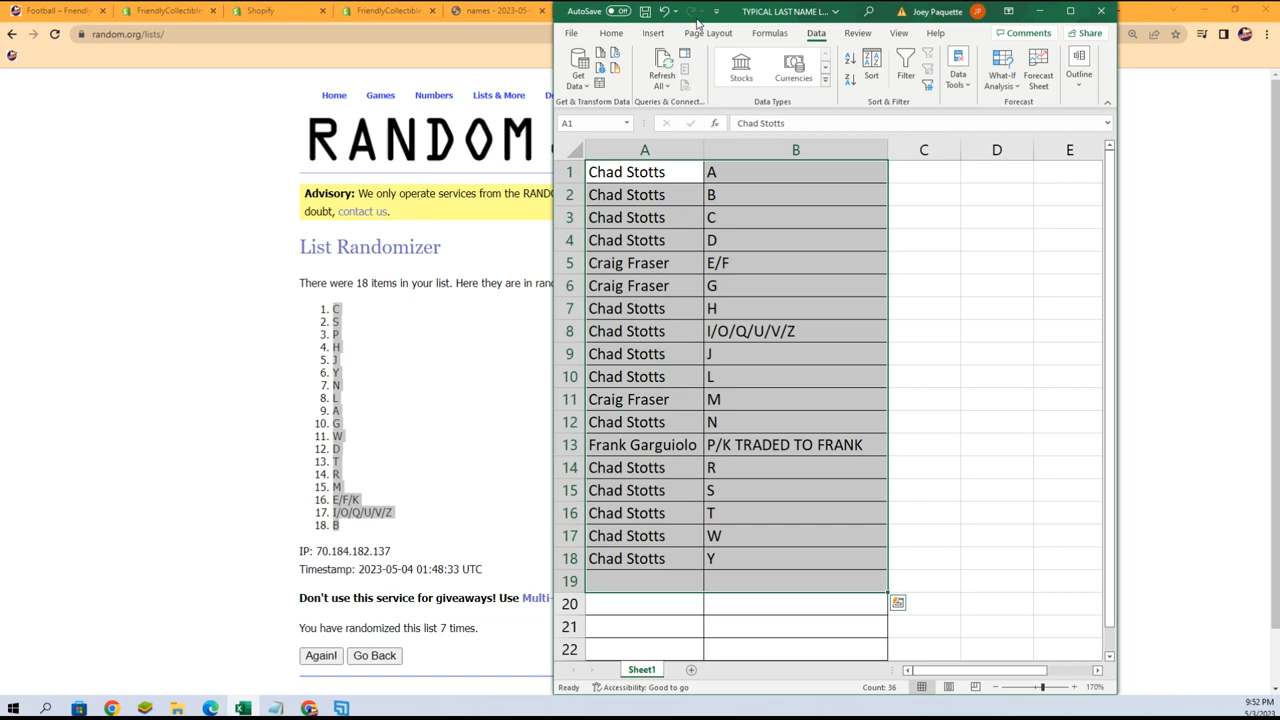 Football – Friendly
FriendlyCollectible
Shopify
FriendlyCollectible
names - 2023-05-
random.org/lists/
Home
Games
Numbers
Lists & More
RANDOM
Advisory: We only operate services from the RAND
doubt, contact us.
List Randomizer
There were 18 items in your list. Here they are in ran
1. C
2. S
3. P
4. H
5. J
6. Y
7. N
8. L
9. A
10. G
11. W
12. D
13. T
14. R
15. M
16. E/F/K
17. I/O/Q/U/V/Z
18. B
IP: 70.184.182.137
Timestamp: 2023-05-04 01:48:33 UTC
Don't use this service for giveaways! Use Multi-
You have randomized this list 7 times.
Again!
Go Back
AutoSave
Off
TYPICAL LAST NAME L...
Joey Paquette
JP
File
Home
Insert
Page Layout
Formulas
Data
Review
View
Help
Comments
Share
Get
Data
Refresh
All
Stocks
Currencies
Sort
Filter
Data
Tools
What-If
Analysis
Forecast
Sheet
Outline
Get & Transform Data
Queries & Connect...
Data Types
Sort & Filter
Forecast
A1
fx
Chad Stotts
A B C D E
1 Chad Stotts A
2 Chad Stotts B
3 Chad Stotts C
4 Chad Stotts D
5 Craig Fraser E/F
6 Craig Fraser G
7 Chad Stotts H
8 Chad Stotts I/O/Q/U/V/Z
9 Chad Stotts J
10 Chad Stotts L
11 Craig Fraser M
12 Chad Stotts N
13 Frank Garguiolo P/K TRADED TO FRANK
14 Chad Stotts R
15 Chad Stotts S
16 Chad Stotts T
17 Chad Stotts W
18 Chad Stotts Y
19
20
21
22
Sheet1
Ready
Accessibility: Good to go
Count: 36
170%
9:52 PM
5/3/2023